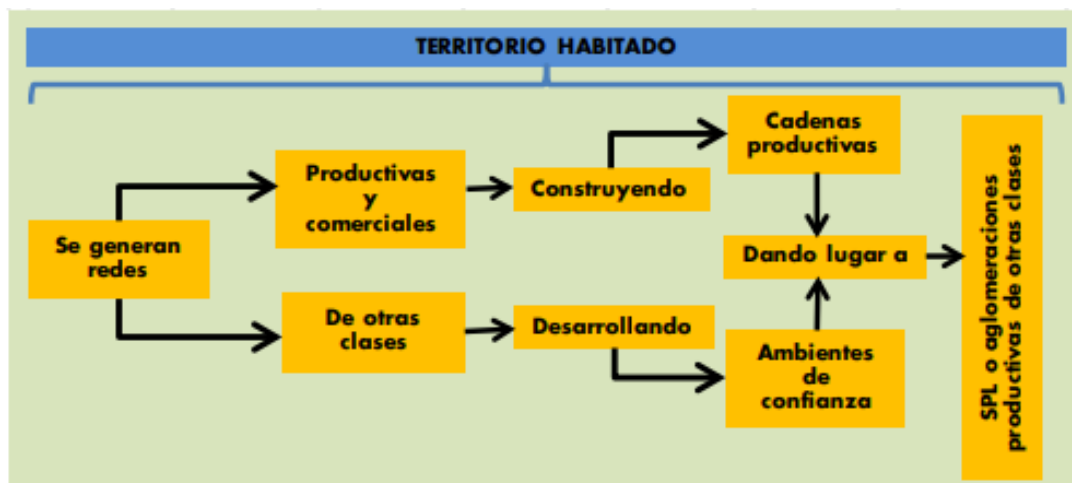 TERRITORIO HABITADO
Se generan
redes
Productivas
y
comerciales
Construyendo
Cadenas
productivas
De otras
clases
Desarrollando
Ambientes
de
confianza
Dando lugar a
SPL o aglomeraciones
productivas de otras clases